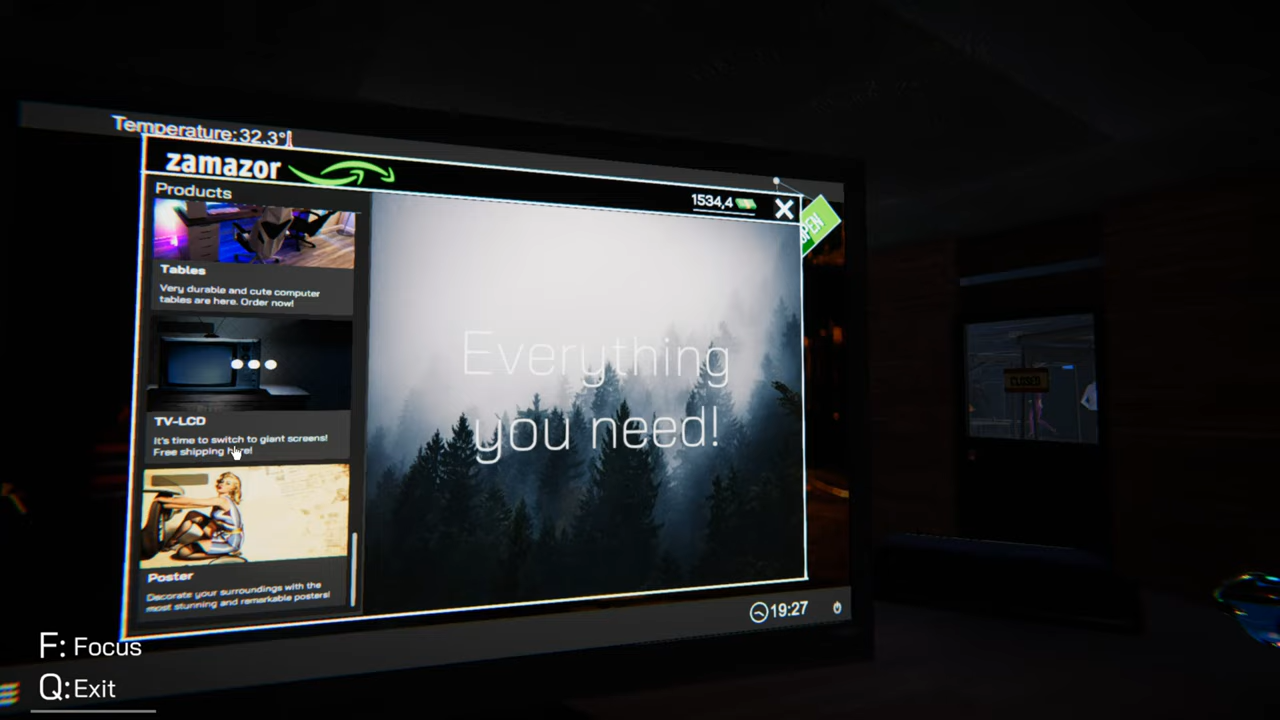 Temperature:32.3°
zamazor
Products
1534,4
OPEN
Tables
Very durable and cute computer
tables are here. Order now!
TV-LCD
It's time to switch to giant screens!
Free shipping here!
Everything
you need!
CLOSED
Poster
Decorate your surroundings with the
most stunning and remarkable posters!
19:27
F: Focus
Q:Exit